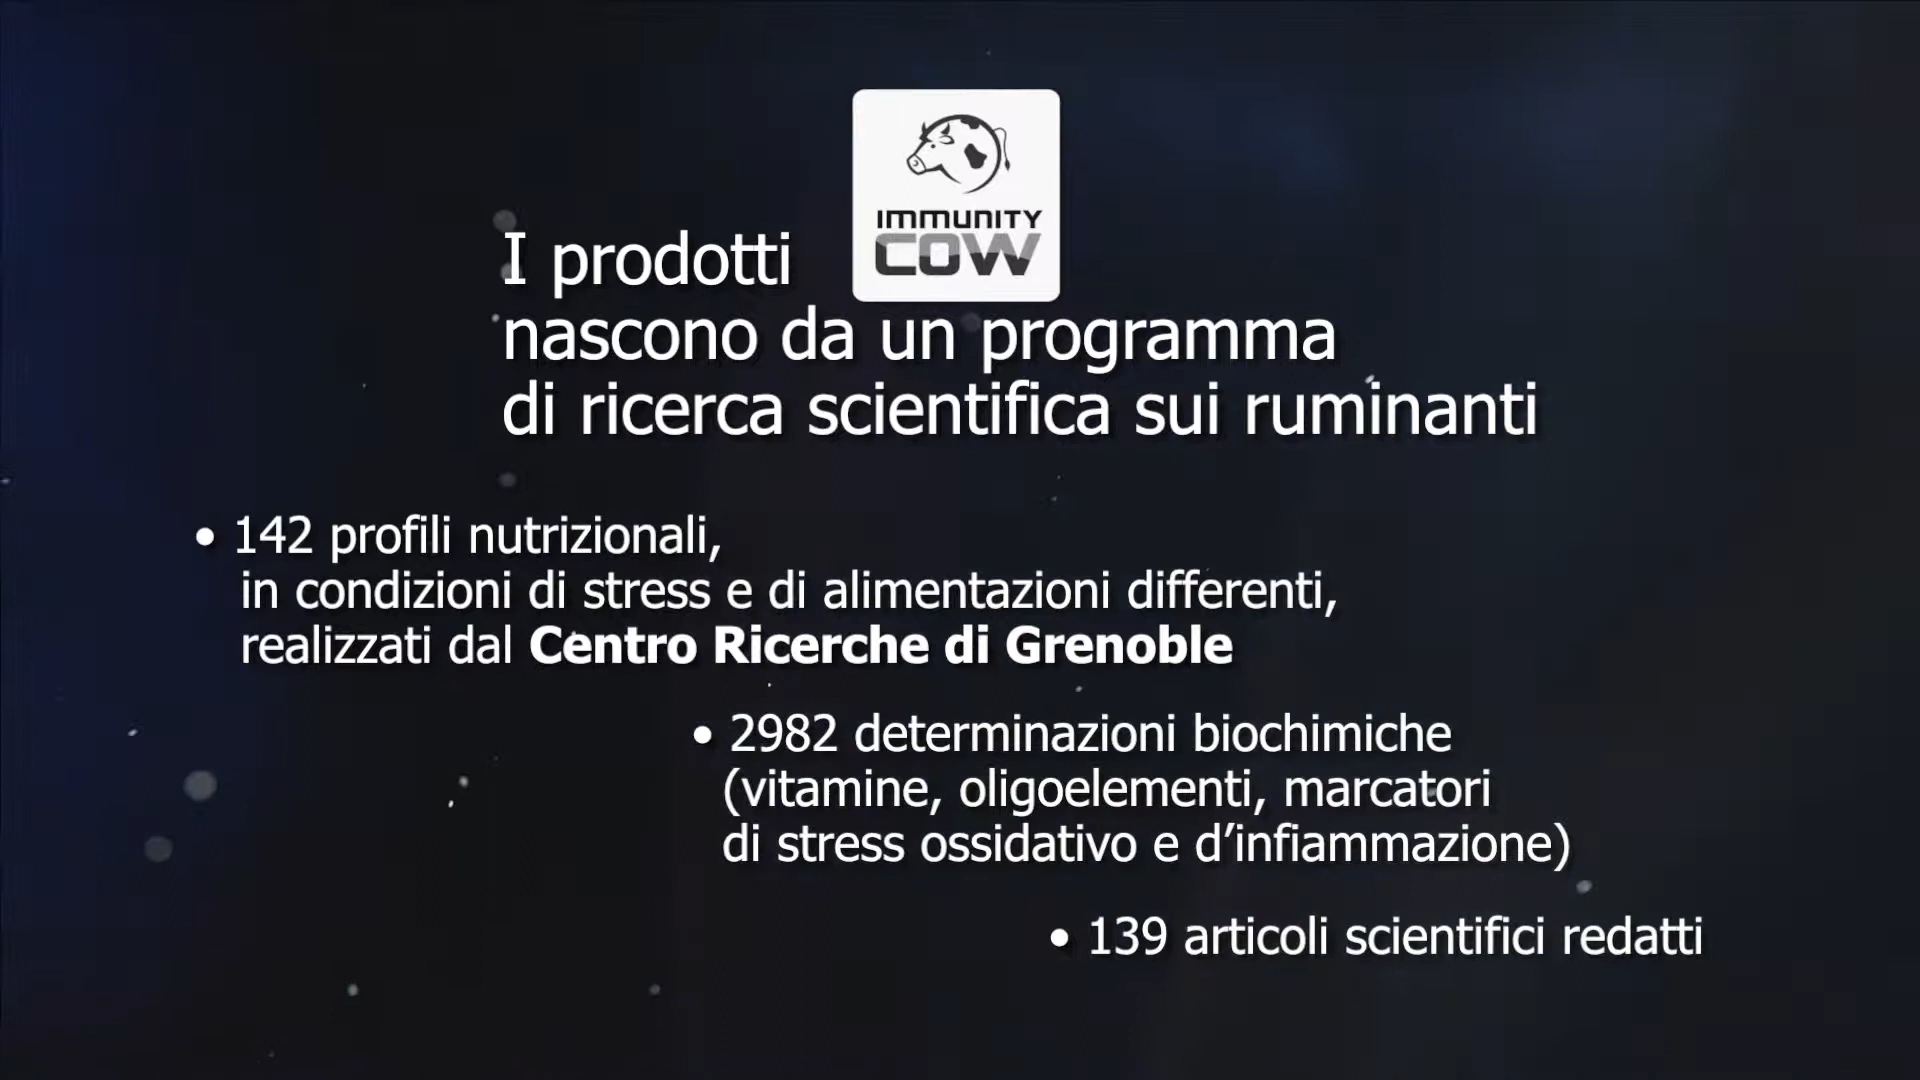 IMMUNITY
COW
I prodotti
nascono da un programma
di ricerca scientifica sui ruminanti
• 142 profili nutrizionali,
in condizioni di stress e di alimentazioni differenti,
realizzati dal Centro Ricerche di Grenoble
• 2982 determinazioni biochimiche
(vitamine, oligoelementi, marcatori
di stress ossidativo e d’infiammazione)
• 139 articoli scientifici redatti